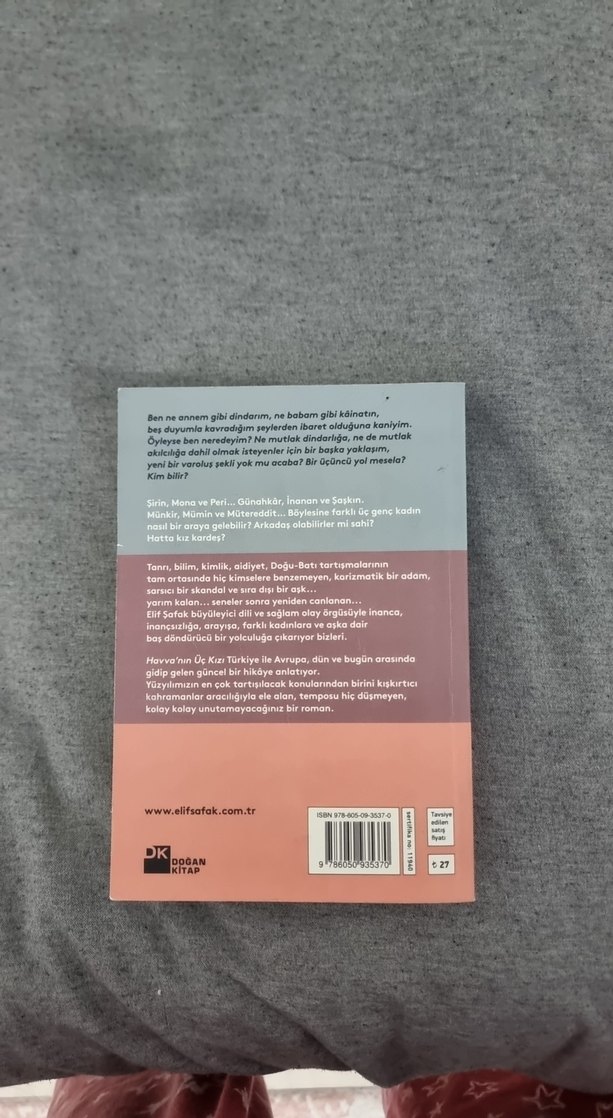 Ben ne annem gibi dindarım, ne babam gibi kâinatın,
beş duyumla kavradığım şeylerden ibaret olduğuna kaniyim.
Öyleyse ben neredeyim? Ne mutlak dindarlığa, ne de mutlak
akılcılığa dahil olmak isteyenler için bir başka yaklaşım,
yeni bir varoluş şekli yok mu acaba? Bir üçüncü yol mesela?
Kim bilir?
Şirin, Mona ve Peri... Günahkâr, İnanan ve Şaşkın.
Münkir, Mümin ve Mütereddit... Böylesine farklı üç genç kadın
nasıl bir araya gelebilir? Arkadaş olabilirler mi sahi?
Hatta kız kardeş?
Tanrı, bilim, kimlik, aidiyet, Doğu-Batı tartışmalarının
tam ortasında hiç kimselere benzemeyen, karizmatik bir adam,
sarsıcı bir skandal ve sıra dışı bir aşk...
yarım kalan... seneler sonra yeniden canlanan...
Elif Şafak büyüleyici dili ve sağlam olay örgüsüyle inanca,
inançsızlığa, arayışa, farklı kadınlara ve aşka dair
baş döndürücü bir yolculuğa çıkarıyor bizleri.
Havva'nın Üç Kızı Türkiye ile Avrupa, dün ve bugün arasında
gidip gelen güncel bir hikâye anlatıyor.
Yüzyılımızın en çok tartışılacak konularından birini kışkırtıcı
kahramanlar aracılığıyla ele alan, temposu hiç düşmeyen,
kolay kolay unutamayacağınız bir roman.
www.elifsafak.com.tr
DK
DOĞAN
KİTAP
ISBN 978-605-09-3537-0
9 786050 935370
sertifika no: 11940
Tavsiye
edilen
satış
fiyatı
₺ 27